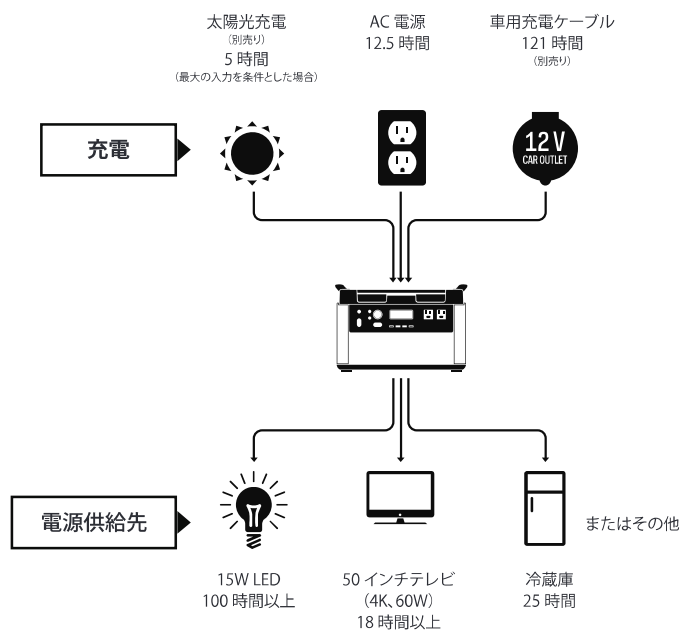 太陽光充電
（別売り）
5 時間
（最大の入力を条件とした場合）
AC 電源
12.5 時間
車用充電ケーブル
121 時間
（別売り）
充電
12 V
CAR OUTLET
電源供給先
15W LED
100 時間以上
50 インチテレビ
（4K、60W）
18 時間以上
冷蔵庫
25 時間
またはその他